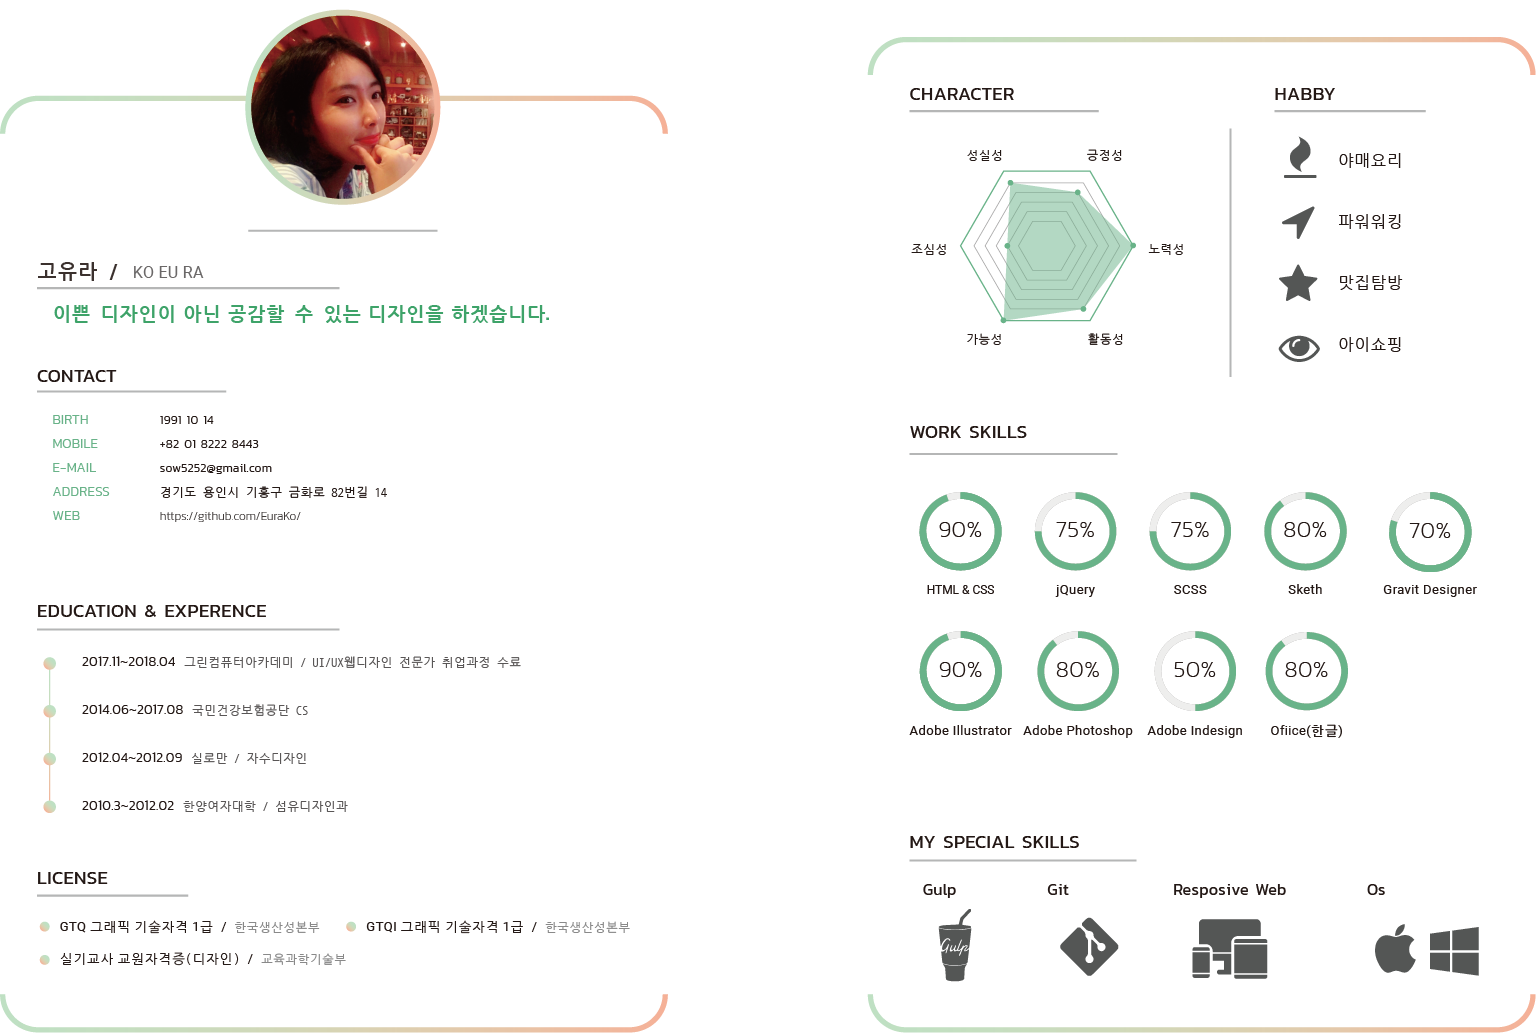 고유라 / KO EU RA
이쁜 디자인이 아닌 공감할 수 있는 디자인을 하겠습니다.
CONTACT
BIRTH 1991 10 14
MOBILE +82 01 8222 8443
E-MAIL sow5252@gmail.com
ADDRESS 경기도 용인시 기흥구 금화로 82번길 14
WEB https://github.com/EuraKo/
EDUCATION & EXPERENCE
2017.11~2018.04 그린컴퓨터아카데미 / UI/UX웹디자인 전문가 취업과정 수료
2014.06~2017.08 국민건강보험공단 CS
2012.04~2012.09 실로만 / 자수디자인
2010.3~2012.02 한양여자대학 / 섬유디자인과
LICENSE
GTQ 그래픽 기술자격 1급 / 한국생산성본부 GTQI 그래픽 기술자격 1급 / 한국생산성본부
실기교사 교원자격증(디자인) / 교육과학기술부
CHARACTER
성실성 긍정성
조심성 노력성
가능성 활동성
HABBY
야매요리
파워워킹
맛집탐방
아이쇼핑
WORK SKILLS
90% 75% 75% 80% 70%
HTML & CSS jQuery SCSS Sketh Gravit Designer
90% 80% 50% 80%
Adobe Illustrator Adobe Photoshop Adobe Indesign Ofiice(한글)
MY SPECIAL SKILLS
Gulp Git Resposive Web Os
Gulp